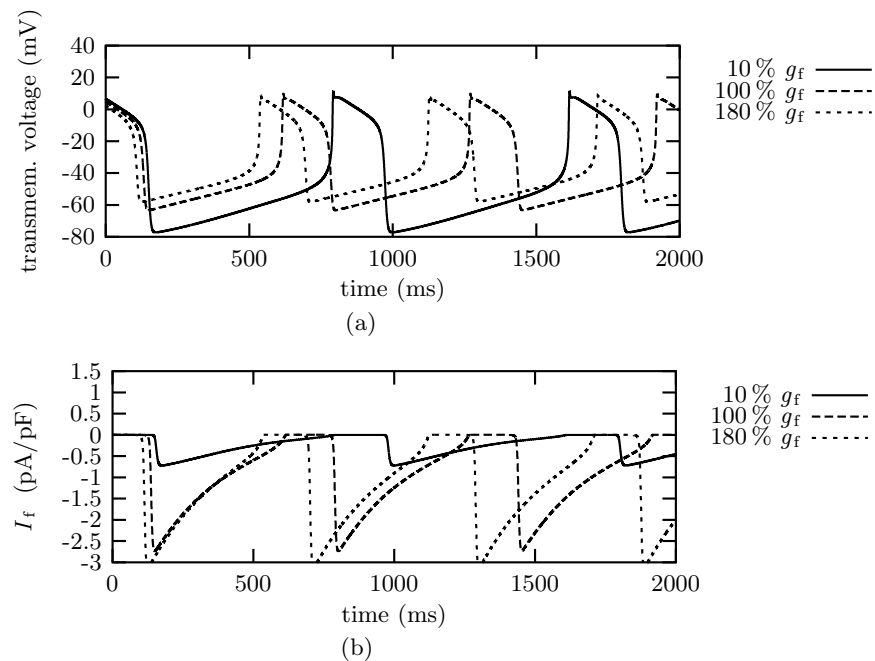 transmem. voltage (mV)
40
20
0
-20
-40
-60
-80
0
500
1000
1500
2000
time (ms)
10 % gf
100 % gf
180 % gf
(a)
If (pA/pF)
1.5
1
0.5
0
-0.5
-1
-1.5
-2
-2.5
-3
0
500
1000
1500
2000
time (ms)
10 % gf
100 % gf
180 % gf
(b)